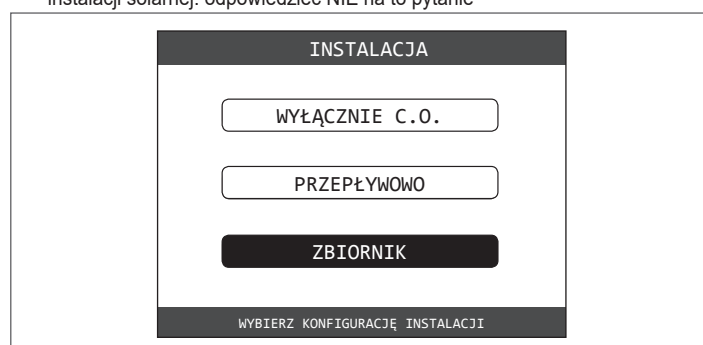 instalacji solarnej: odpowiedzieć NIE na to pytanie
INSTALACJA
WYŁĄCZNIE C.O.
PRZEPŁYWOWO
ZBIORNIK
WYBIERZ KONFIGURACJĘ INSTALACJI